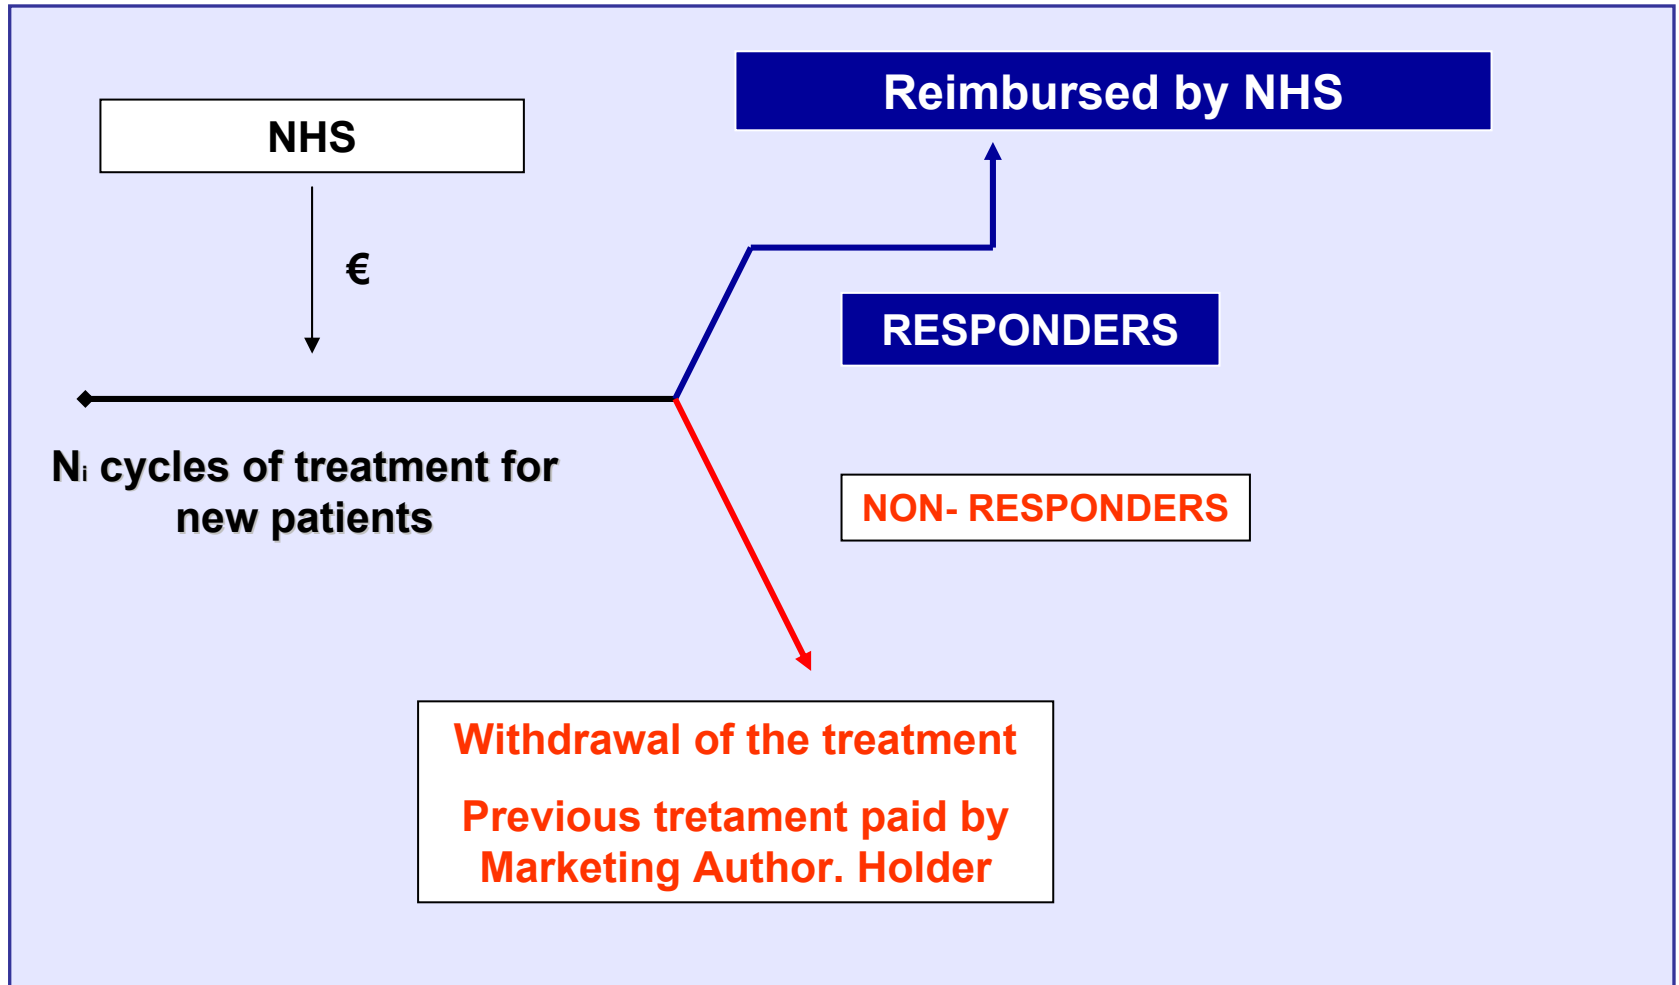 NHS
€
Nᵢ cycles of treatment for
new patients
Reimbursed by NHS
RESPONDERS
NON- RESPONDERS
Withdrawal of the treatment
Previous tretament paid by
Marketing Author. Holder